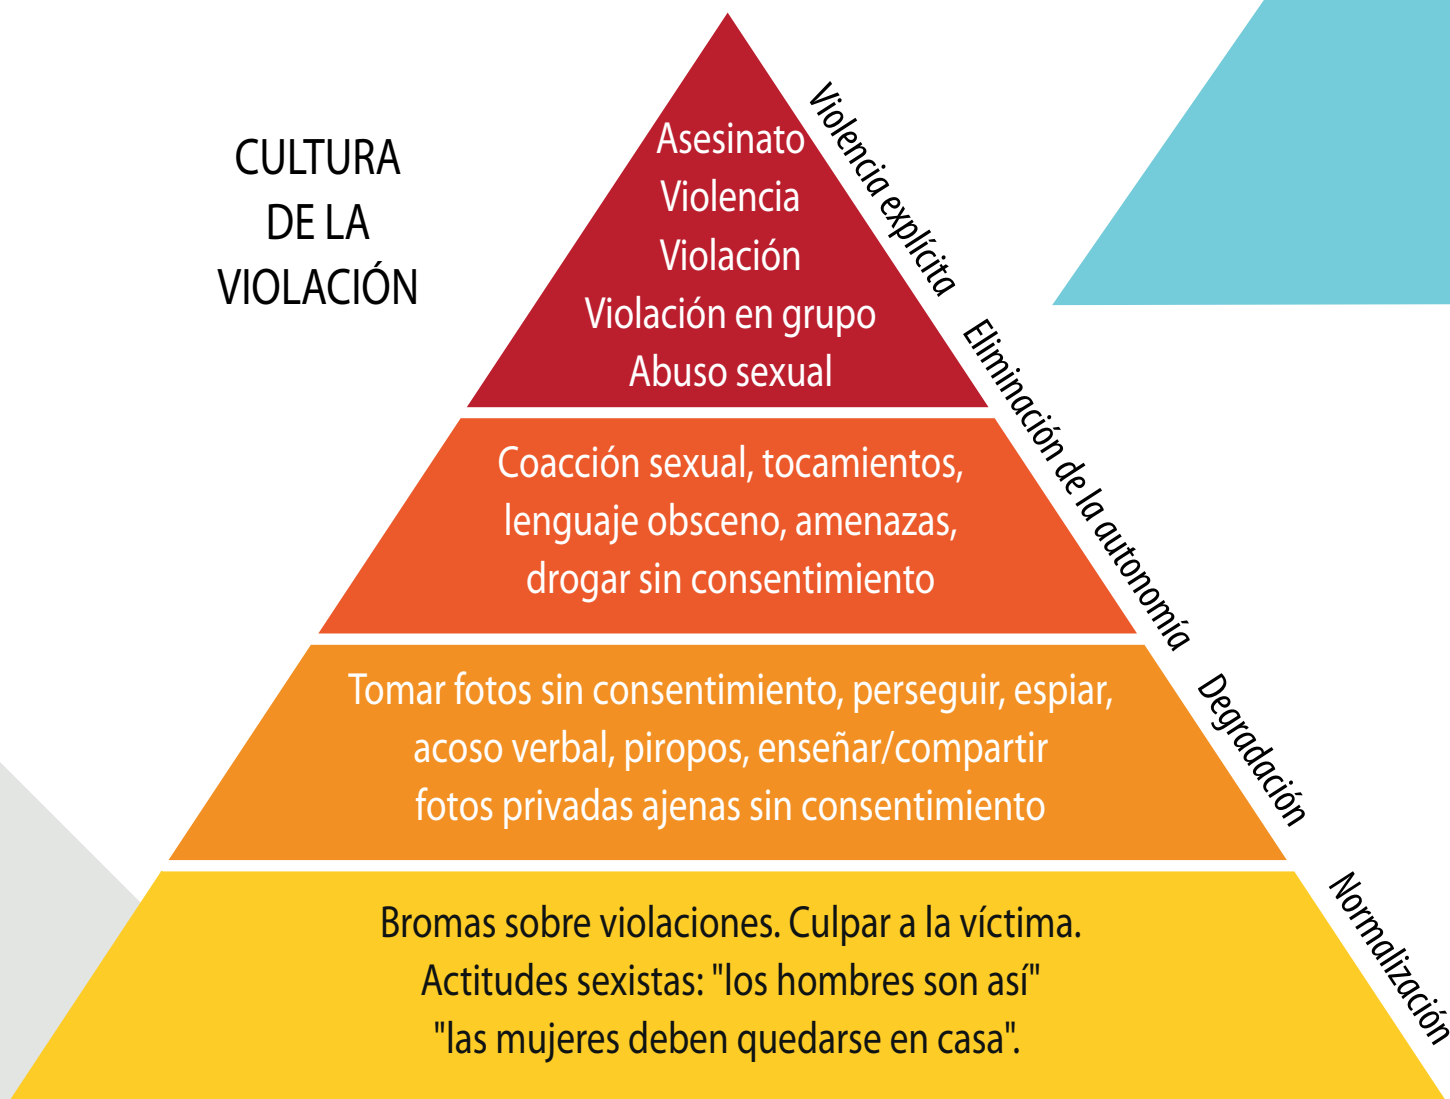 CULTURA
DE LA
VIOLACIÓN
Asesinato
Violencia
Violación
Violación en grupo
Abuso sexual
Violencia explícita
Coacción sexual, tocamientos,
lenguaje obsceno, amenazas,
drogar sin consentimiento
Eliminación de la autonomía
Tomar fotos sin consentimiento, perseguir, espiar,
acoso verbal, piropos, enseñar/compartir
fotos privadas ajenas sin consentimiento
Degradación
Bromas sobre violaciones. Culpar a la víctima.
Actitudes sexistas: "los hombres son así"
"las mujeres deben quedarse en casa".
Normalización